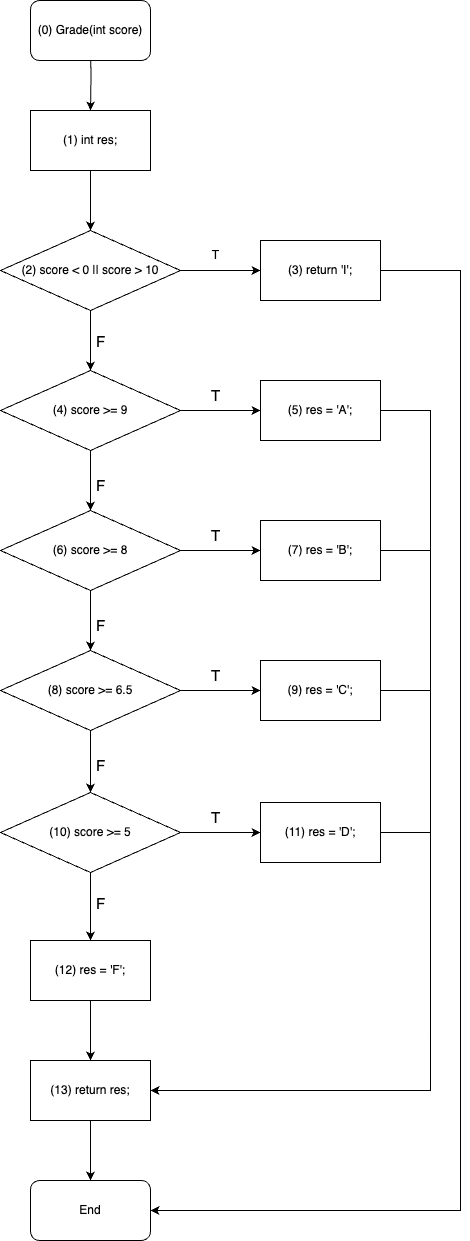 (0) Grade(int score)
(1) int res;
(2) score < 0 || score > 10
T
(3) return 'I';
F
(4) score >= 9
T
(5) res = 'A';
F
(6) score >= 8
T
(7) res = 'B';
F
(8) score >= 6.5
T
(9) res = 'C';
F
(10) score >= 5
T
(11) res = 'D';
F
(12) res = 'F';
(13) return res;
End